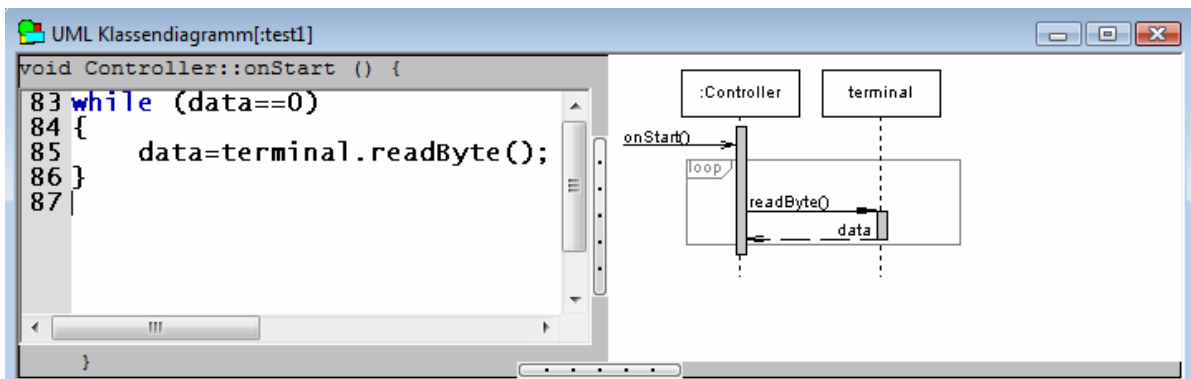 UML Klassendiagramm[:test1]
void Controller::onStart () {
83 while (data==0)
84 {
85 data=terminal.readByte();
86 }
87
}
:Controller terminal
onStart()
loop
readByte()
data